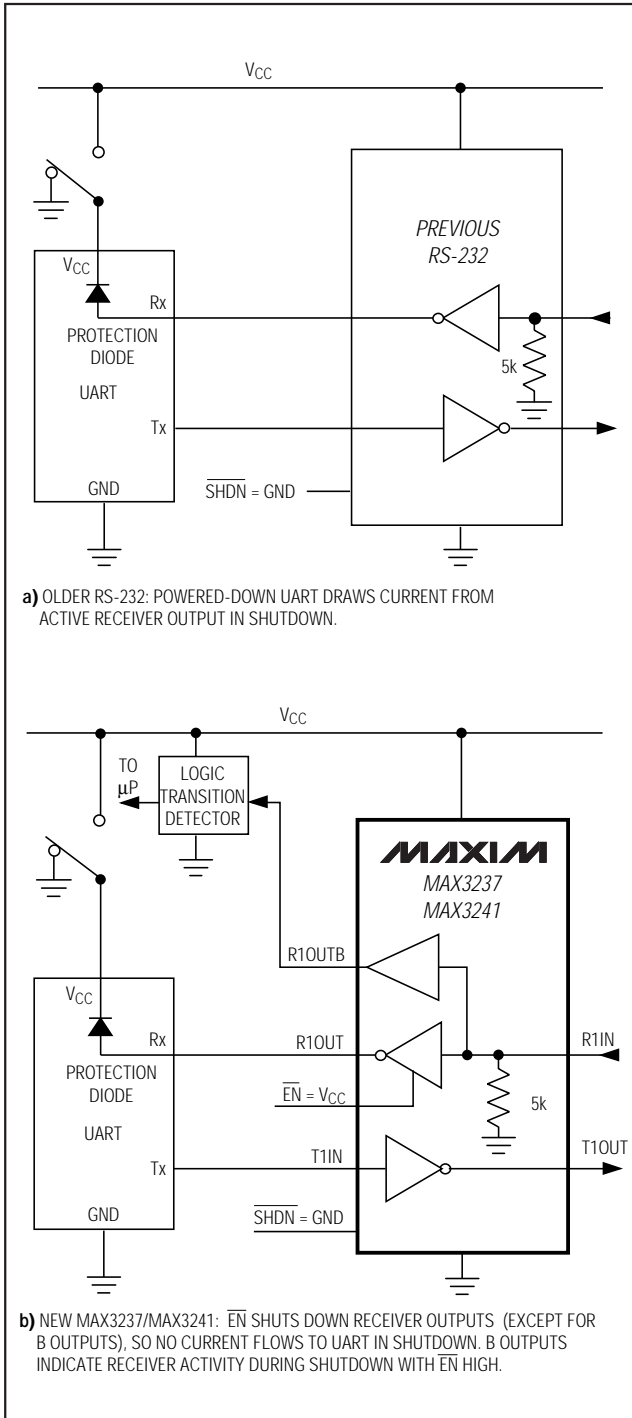 VCC
PREVIOUS
RS-232
VCC
Rx
PROTECTION
DIODE
5k
UART
Tx
GND
SHDN = GND
a) OLDER RS-232: POWERED-DOWN UART DRAWS CURRENT FROM
ACTIVE RECEIVER OUTPUT IN SHUTDOWN.
VCC
TO
µP
LOGIC
TRANSITION
DETECTOR
MAXIM
MAX3237
MAX3241
R1OUTB
VCC
Rx
R1OUT
R1IN
PROTECTION
DIODE
EN = VCC
5k
UART
Tx
T1IN
T1OUT
GND
SHDN = GND
b) NEW MAX3237/MAX3241: EN SHUTS DOWN RECEIVER OUTPUTS (EXCEPT FOR
B OUTPUTS), SO NO CURRENT FLOWS TO UART IN SHUTDOWN. B OUTPUTS
INDICATE RECEIVER ACTIVITY DURING SHUTDOWN WITH EN HIGH.